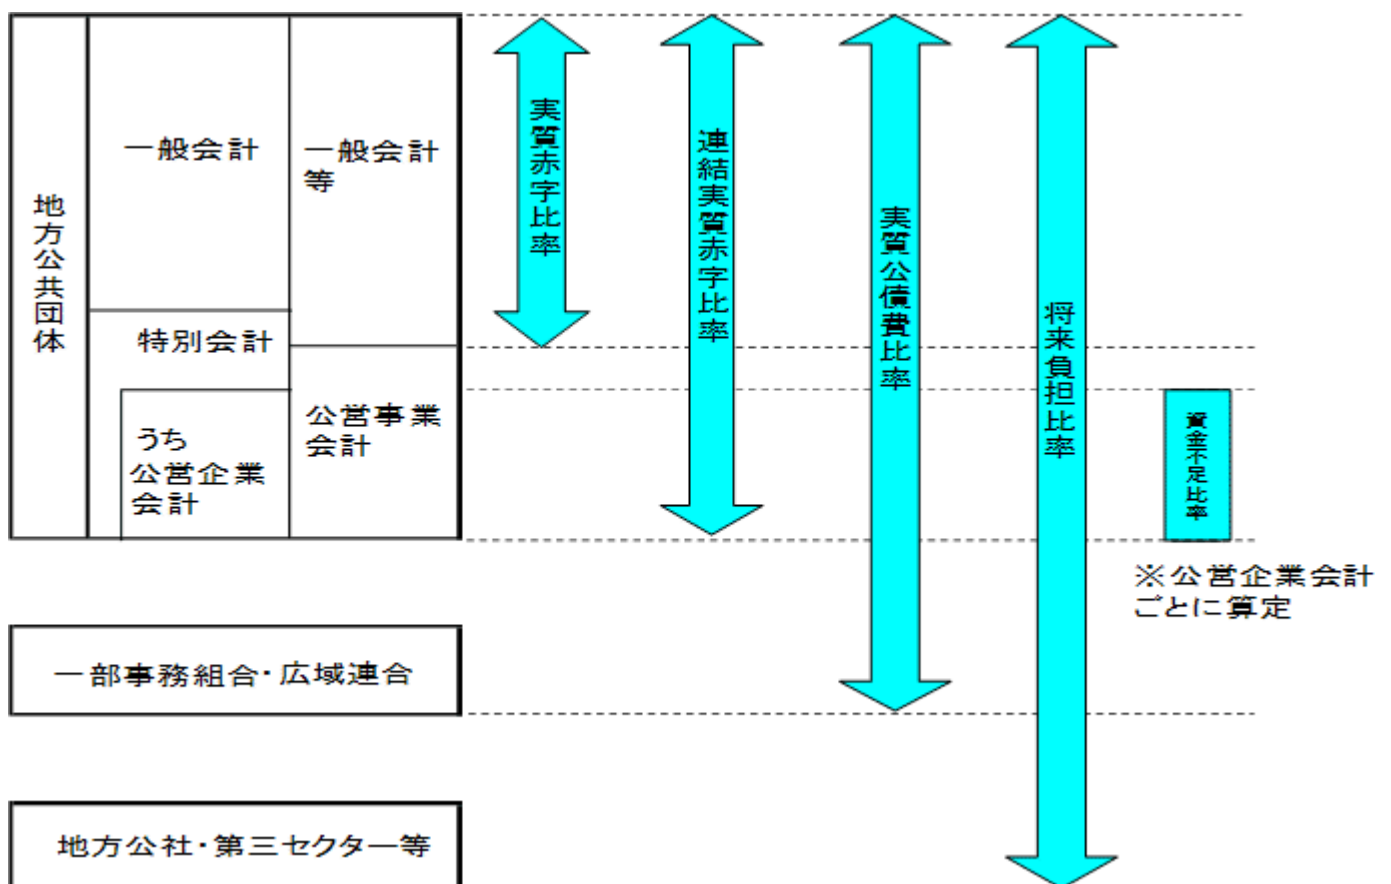 地方公共団体
一般会計
一般会計
等
特別会計
うち
公営企業
会計
公営事業
会計
実質赤字比率
連結実質赤字比率
実質公債費比率
将来負担比率
資金不足比率
※公営企業会計
ごとに算定
一部事務組合・広域連合
地方公社・第三セクター等